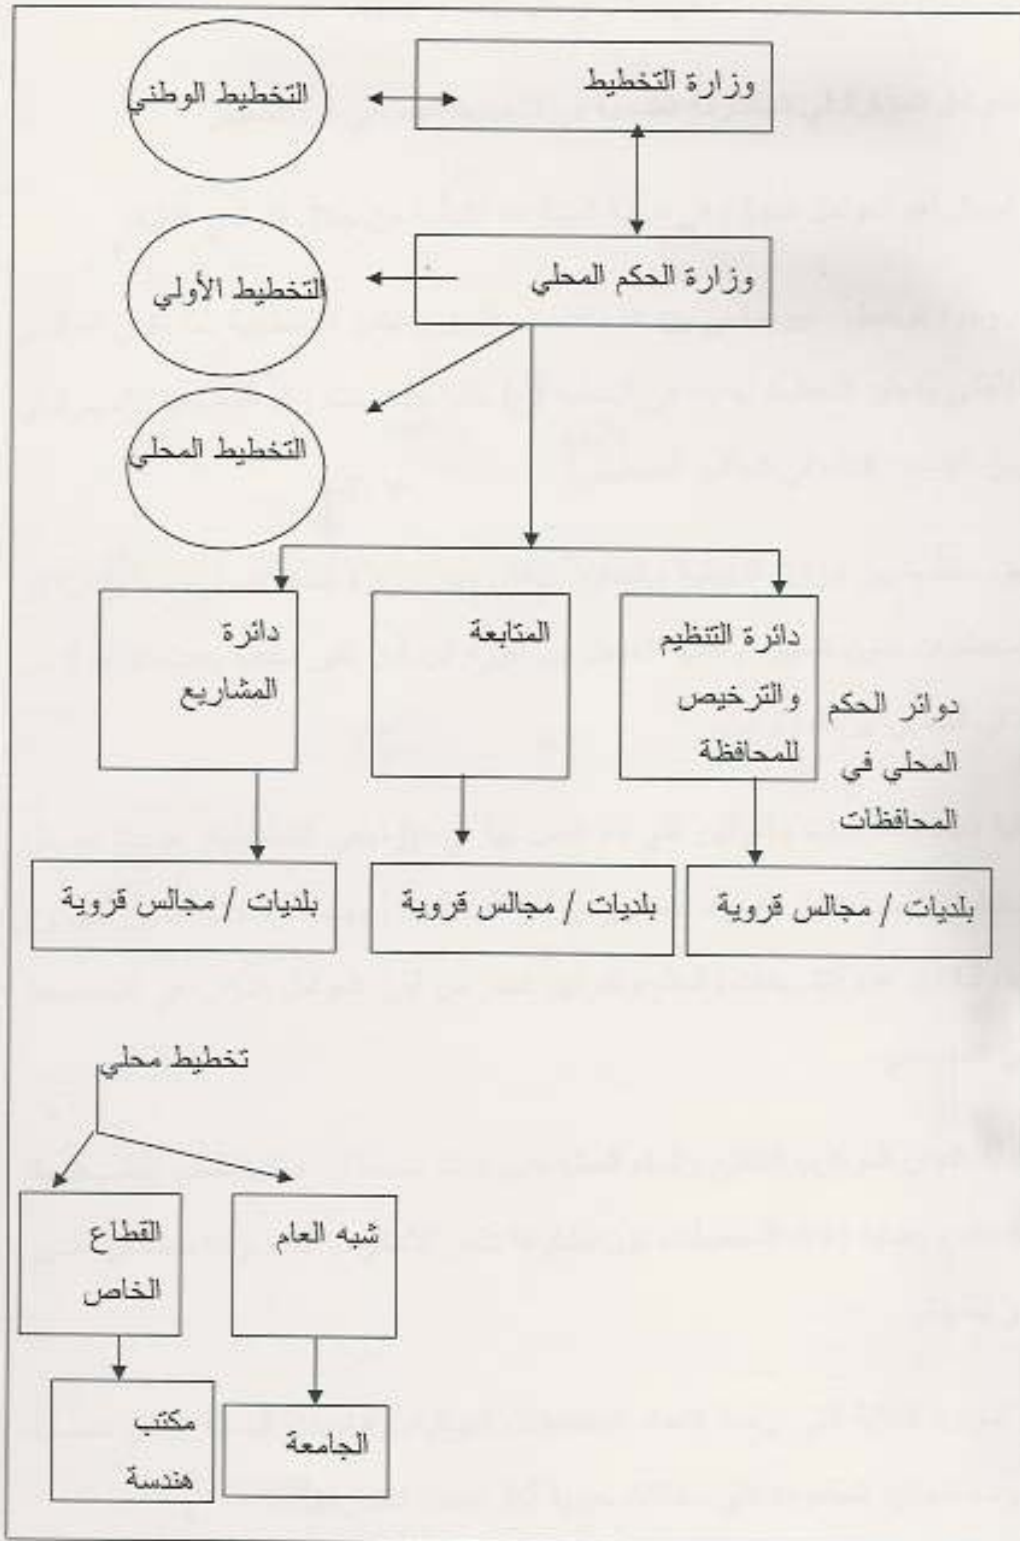 وزارة التخطيط
التخطيط الوطني
وزارة الحكم المحلي
التخطيط الأولي
التخطيط المحلي
دائرة التنظيم
والترخيص
للمحافظة
دوائر الحكم
المحلي في
المحافظات
المتابعة
دائرة
المشاريع
بلديات / مجالس قروية
بلديات / مجالس قروية
بلديات / مجالس قروية
تخطيط محلي
شبه العام
القطاع
الخاص
الجامعة
مكتب
هندسة